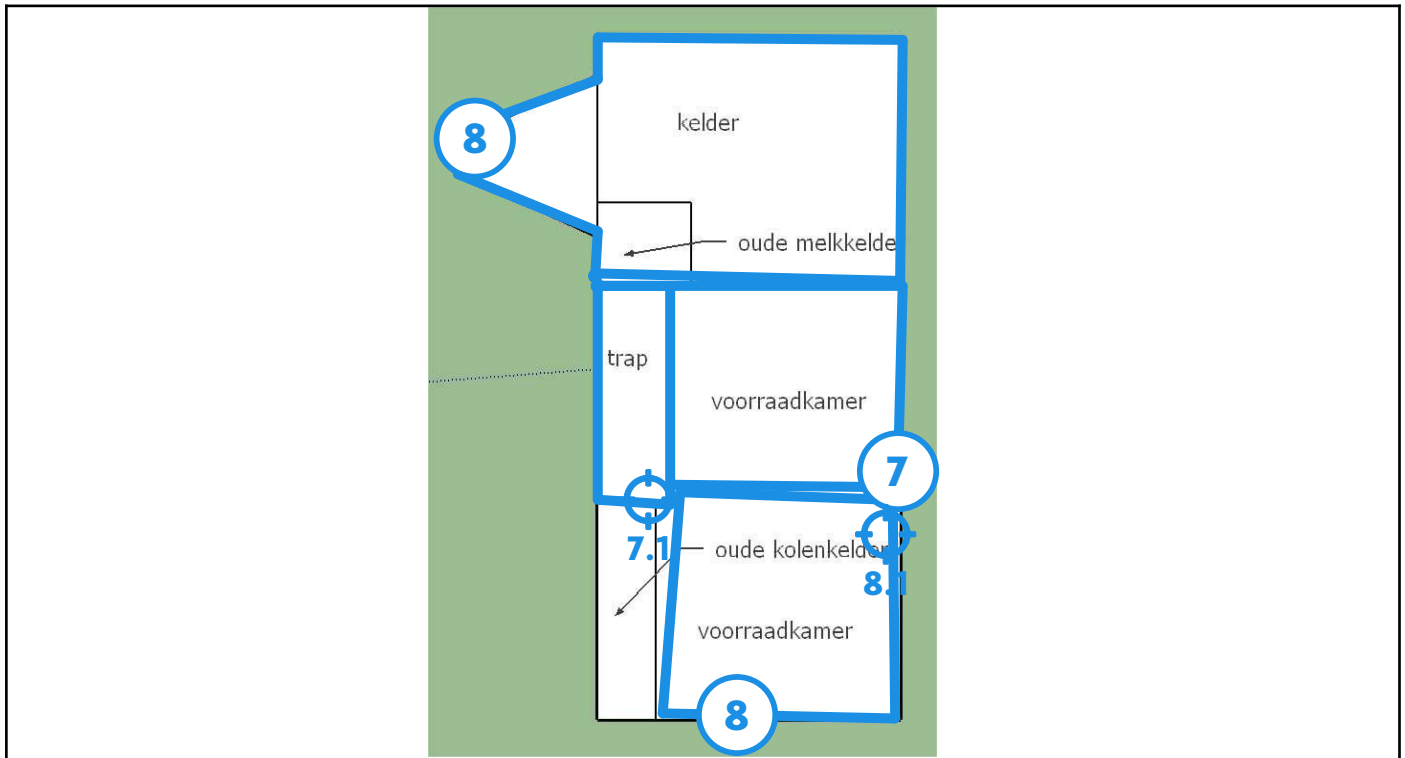 8
kelder
oude melkkelde
trap
voorraadkamer
7
7.1
oude kolenkelder
8.1
voorraadkamer
8